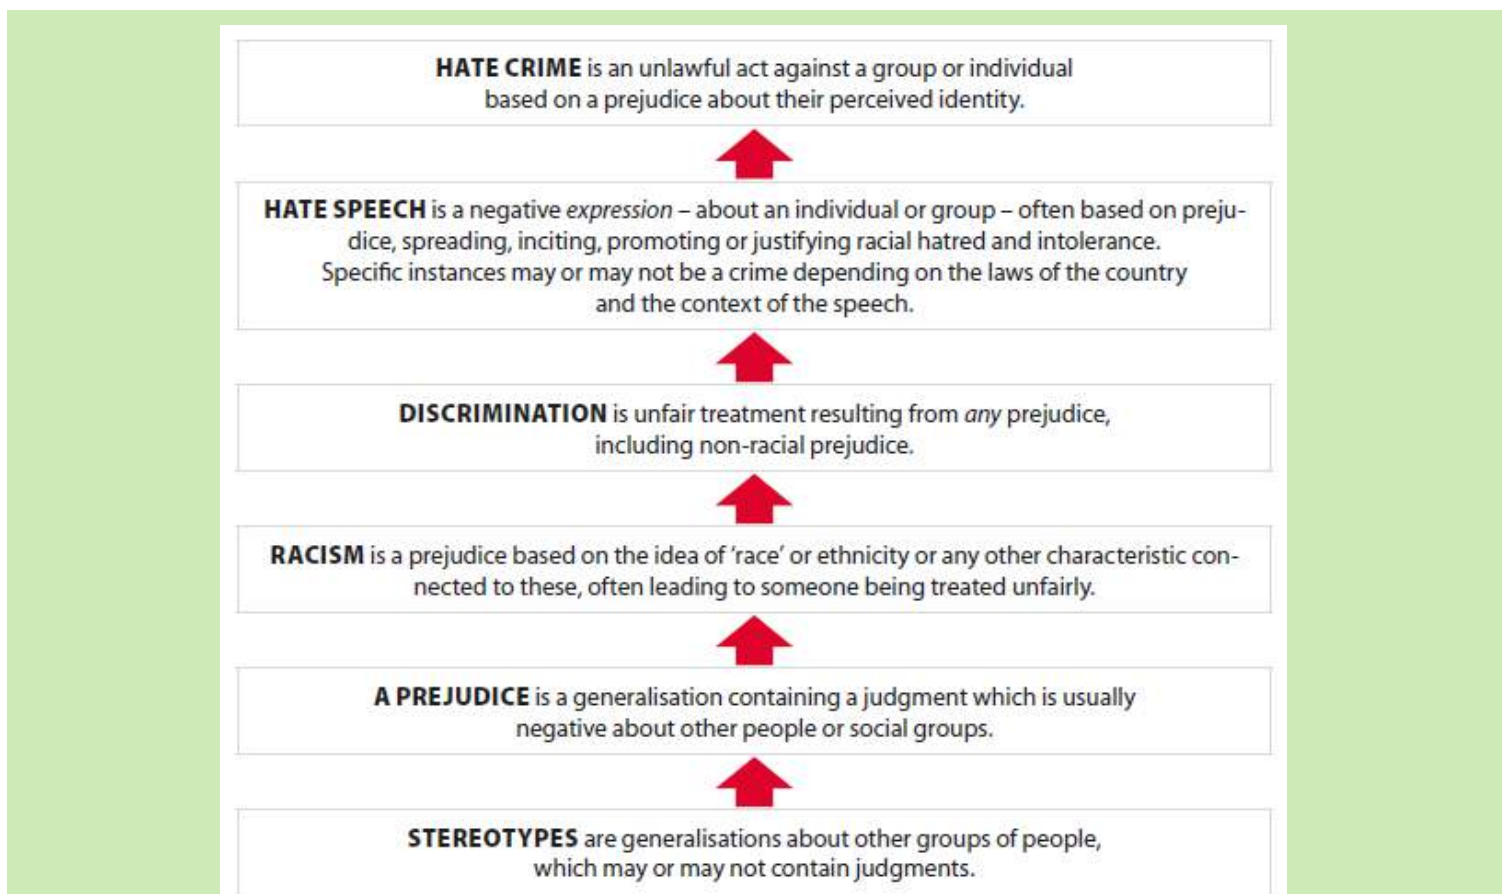 HATE CRIME is an unlawful act against a group or individual
based on a prejudice about their perceived identity.
HATE SPEECH is a negative expression – about an individual or group – often based on preju-
dice, spreading, inciting, promoting or justifying racial hatred and intolerance.
Specific instances may or may not be a crime depending on the laws of the country
and the context of the speech.
DISCRIMINATION is unfair treatment resulting from any prejudice,
including non-racial prejudice.
RACISM is a prejudice based on the idea of ‘race’ or ethnicity or any other characteristic con-
nected to these, often leading to someone being treated unfairly.
A PREJUDICE is a generalisation containing a judgment which is usually
negative about other people or social groups.
STEREOTYPES are generalisations about other groups of people,
which may or may not contain judgments.